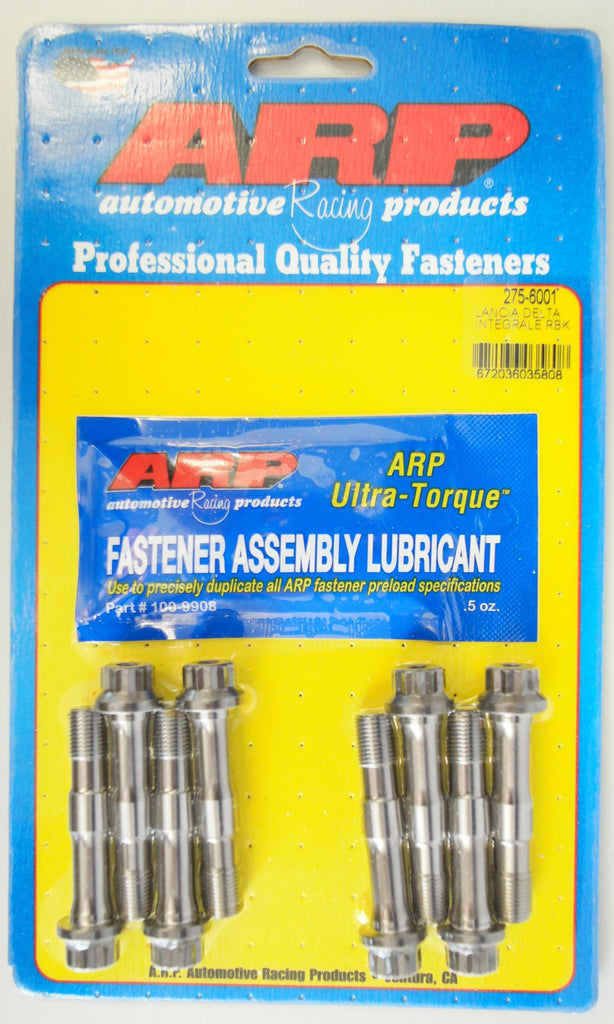 ARP®
automotive Racing products
Professional Quality Fasteners
275-6001
LANCIA DELTA
INTEGRALE RBK
672036035808
ARP®
automotive Racing products
ARP
Ultra-Torque™
FASTENER ASSEMBLY LUBRICANT
Use to precisely duplicate all ARP fastener preload specifications
Part # 100-9908
.5 oz.
A.R.P. Automotive Racing Products - Ventura, CA